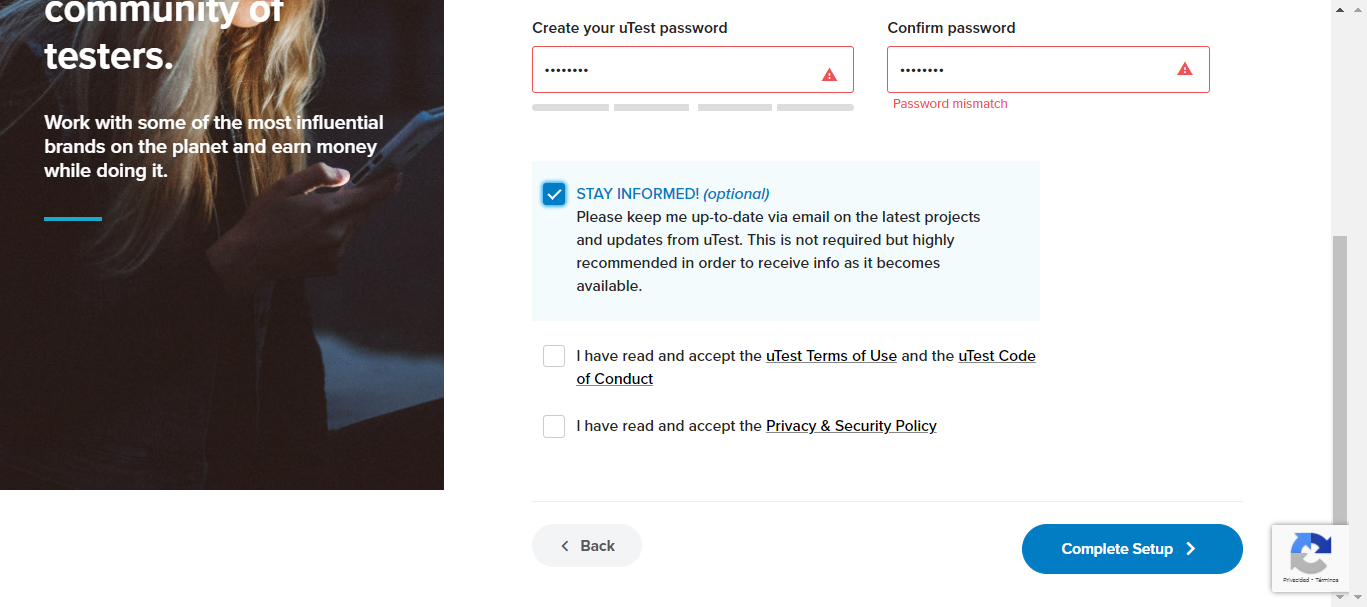 community of
testers.
Work with some of the most influential
brands on the planet and earn money
while doing it.
Create your uTest password
Confirm password
••••••••
••••••••
Password mismatch
STAY INFORMED! (optional)
Please keep me up-to-date via email on the latest projects
and updates from uTest. This is not required but highly
recommended in order to receive info as it becomes
available.
I have read and accept the uTest Terms of Use and the uTest Code
of Conduct
I have read and accept the Privacy & Security Policy
Back
Complete Setup
Privacidad - Términos